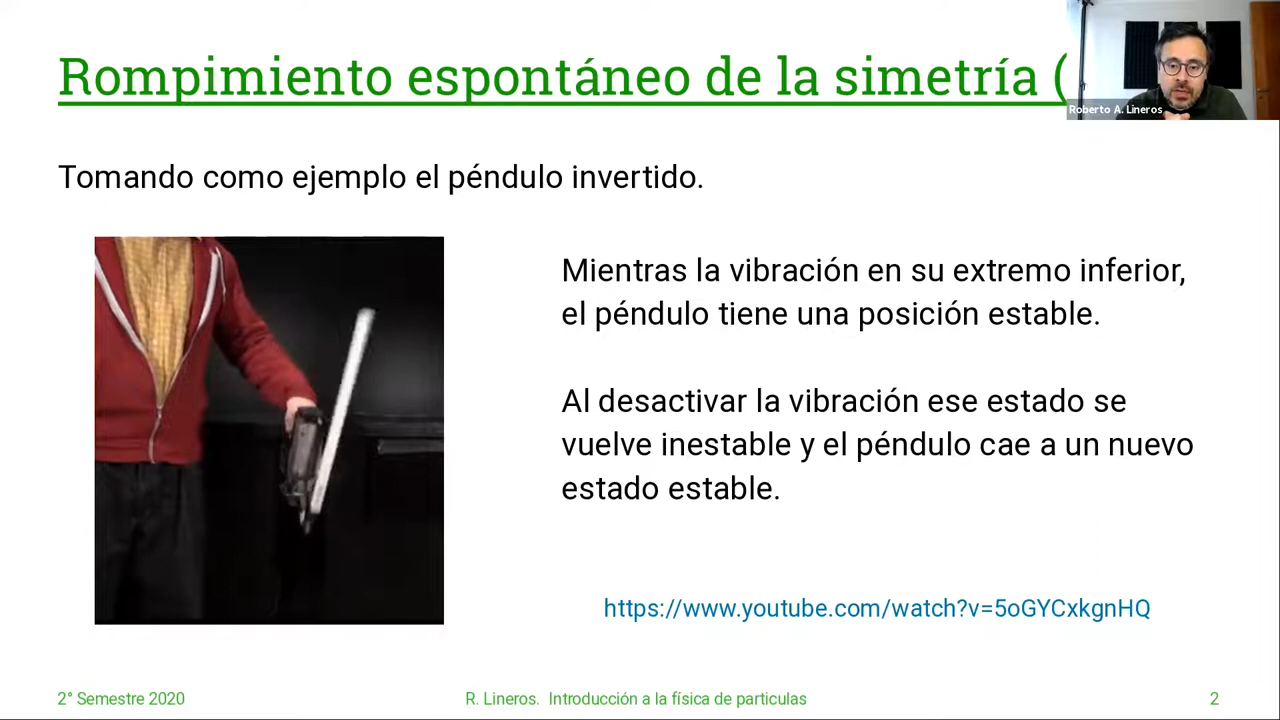 Rompimiento espontáneo de la simetría (
Roberto A. Lineros
Tomando como ejemplo el péndulo invertido.
Mientras la vibración en su extremo inferior,
el péndulo tiene una posición estable.
Al desactivar la vibración ese estado se
vuelve inestable y el péndulo cae a un nuevo
estado estable.
https://www.youtube.com/watch?v=5oGYCxkgnHQ
2° Semestre 2020
R. Lineros. Introducción a la física de particulas
2